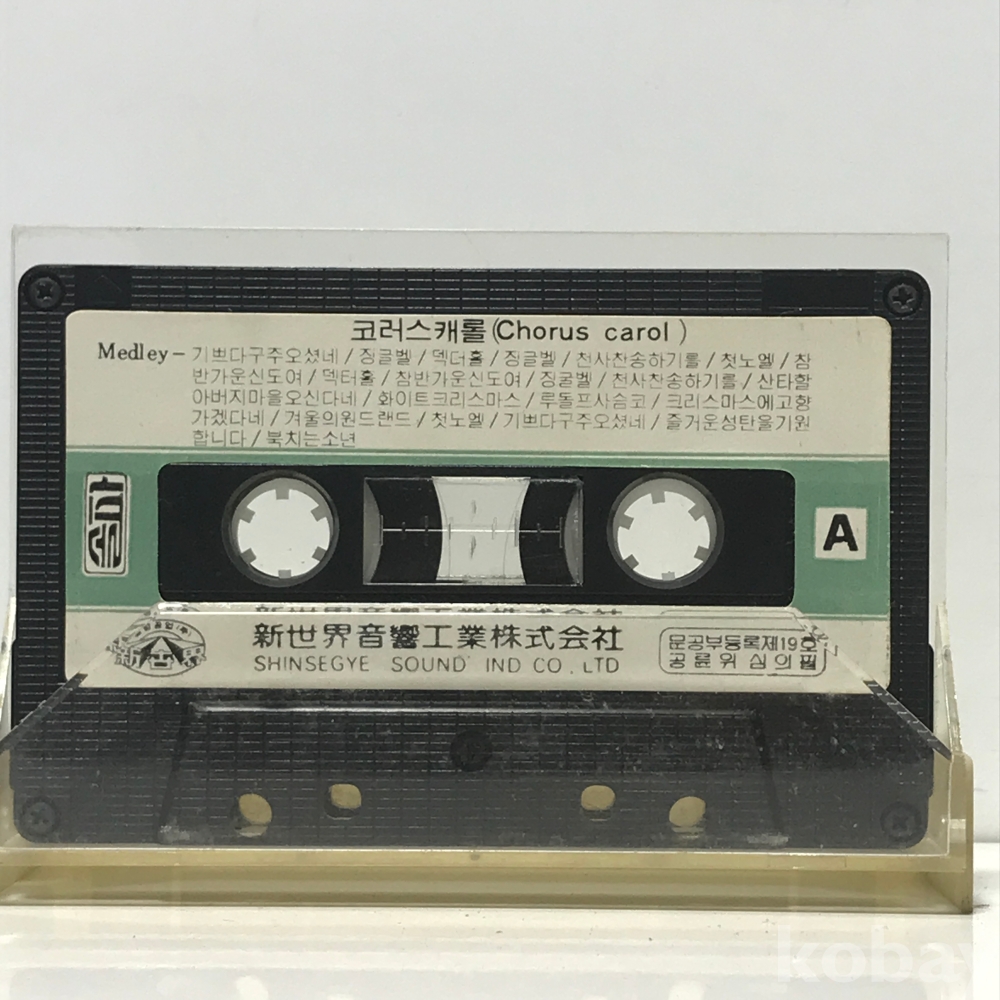 코러스캐롤(Chorus carol)
Medley- 기쁘다구주오셨네/징글벨/덱더홀/징글벨/천사찬송하기를/첫노엘/참
반가운신도여/덱터홀/참반가운신도여/징굴벨/천사찬송하기를/산타할
아버지마을오신다네/화이트크리스마스/루돌프사슴코/크리스마스에고향
가겠다네/겨울의원드랜드/첫노엘/기쁘다구주오셨네/즐거운성탄을기원
합니다/북치는소년
A
新世界音響工業株式会社
SHINSEGYE SOUND IND CO. LTD
문공부등록제19호
공륜위 심의필
kobay